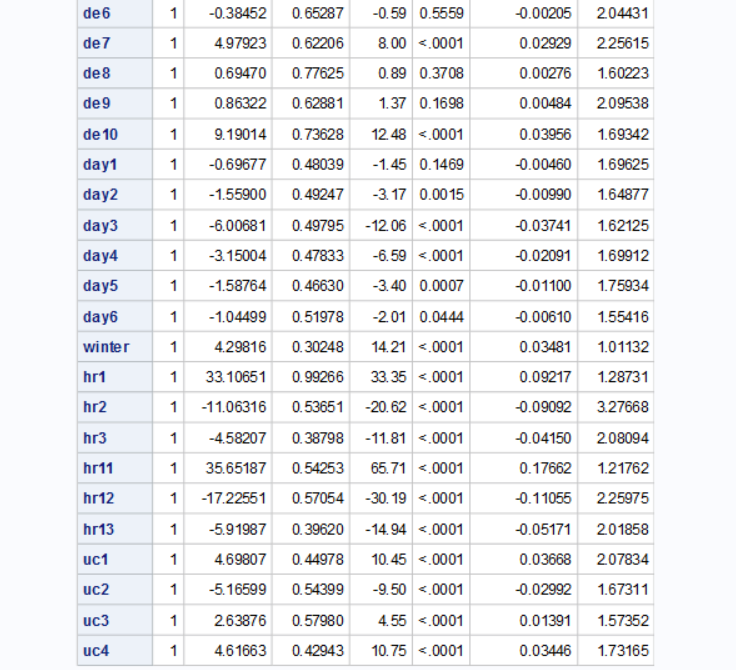 de6 1 -0.38452 0.65287 -0.59 0.5559 -0.00205 2.04431
de7 1 4.97923 0.62206 8.00 <.0001 0.02929 2.25615
de8 1 0.69470 0.77625 0.89 0.3708 0.00276 1.60223
de9 1 0.86322 0.62881 1.37 0.1698 0.00484 2.09538
de10 1 9.19014 0.73628 12.48 <.0001 0.03956 1.69342
day1 1 -0.69677 0.48039 -1.45 0.1469 -0.00460 1.69625
day2 1 -1.55900 0.49247 -3.17 0.0015 -0.00990 1.64877
day3 1 -6.00681 0.49795 -12.06 <.0001 -0.03741 1.62125
day4 1 -3.15004 0.47833 -6.59 <.0001 -0.02091 1.69912
day5 1 -1.58764 0.46630 -3.40 0.0007 -0.01100 1.75934
day6 1 -1.04499 0.51978 -2.01 0.0444 -0.00610 1.55416
winter 1 4.29816 0.30248 14.21 <.0001 0.03481 1.01132
hr1 1 33.10651 0.99266 33.35 <.0001 0.09217 1.28731
hr2 1 -11.06316 0.53651 -20.62 <.0001 -0.09092 3.27668
hr3 1 -4.58207 0.38798 -11.81 <.0001 -0.04150 2.08094
hr11 1 35.65187 0.54253 65.71 <.0001 0.17662 1.21762
hr12 1 -17.22551 0.57054 -30.19 <.0001 -0.11055 2.25975
hr13 1 -5.91987 0.39620 -14.94 <.0001 -0.05171 2.01858
uc1 1 4.69807 0.44978 10.45 <.0001 0.03668 2.07834
uc2 1 -5.16599 0.54399 -9.50 <.0001 -0.02992 1.67311
uc3 1 2.63876 0.57980 4.55 <.0001 0.01391 1.57352
uc4 1 4.61663 0.42943 10.75 <.0001 0.03446 1.73165